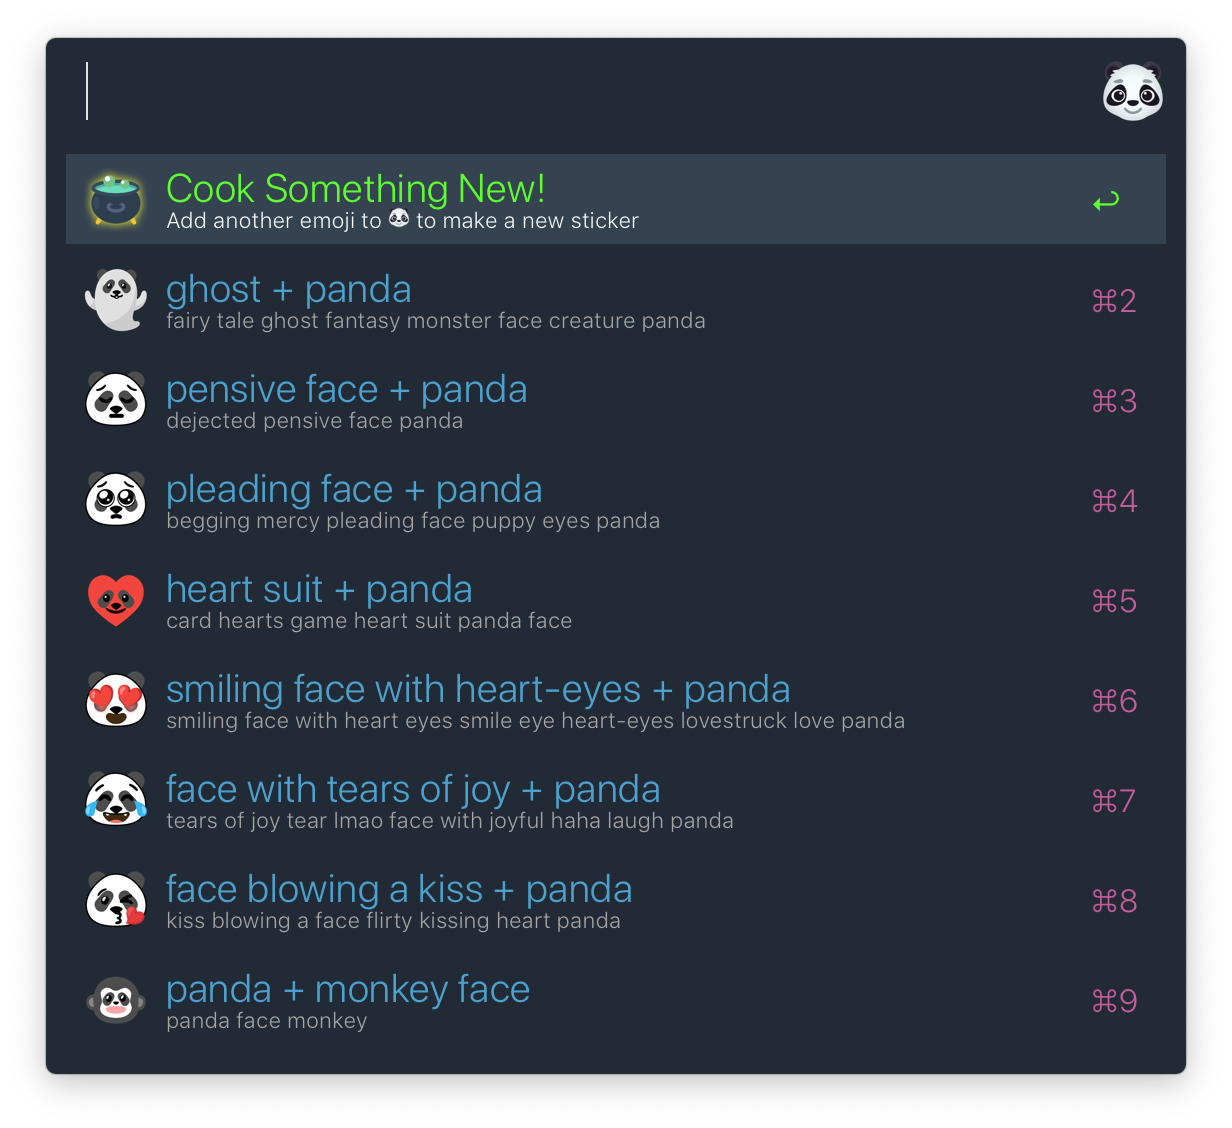 Cook Something New!
Add another emoji to 🐼 to make a new sticker
ghost + panda
⌘2
fairy tale ghost fantasy monster face creature panda
pensive face + panda
⌘3
dejected pensive face panda
pleading face + panda
⌘4
begging mercy pleading face puppy eyes panda
heart suit + panda
⌘5
card hearts game heart suit panda face
smiling face with heart-eyes + panda
⌘6
smiling face with heart eyes smile eye heart-eyes lovestruck love panda
face with tears of joy + panda
⌘7
tears of joy tear lmao face with joyful haha laugh panda
face blowing a kiss + panda
⌘8
kiss blowing a face flirty kissing heart panda
panda + monkey face
⌘9
panda face monkey